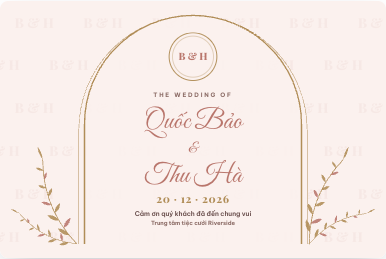 B & H
THE WEDDING OF
Quốc Bảo
&
Thu Hà
20 · 12 · 2026
Cảm ơn quý khách đã đến chung vui
Trung tâm tiệc cưới Riverside